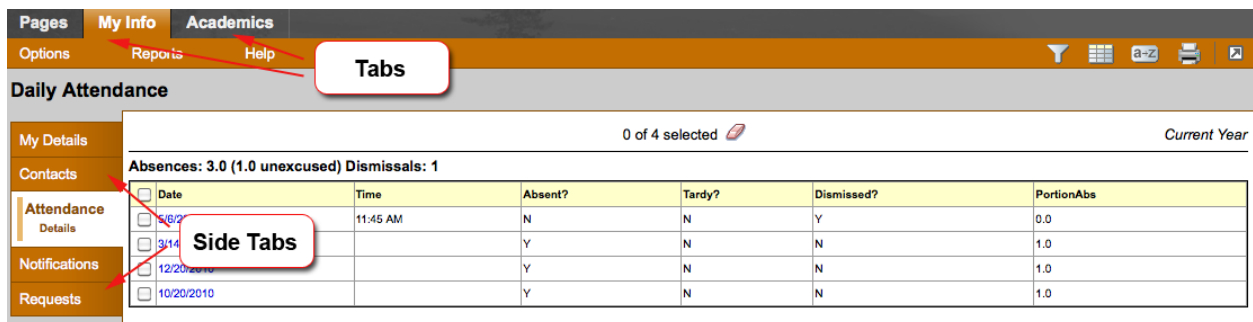 Pages My Info Academics
Options Reports Help a-z
Tabs
Daily Attendance
My Details
Contacts
Attendance
Details
Notifications
Requests
0 of 4 selected Current Year
Absences: 3.0 (1.0 unexcused) Dismissals: 1
Date Time Absent? Tardy? Dismissed? PortionAbs
11:45 AM N N Y 0.0
Side Tabs
Y N N 1.0
12/20/2010 Y N N 1.0
10/20/2010 Y N N 1.0